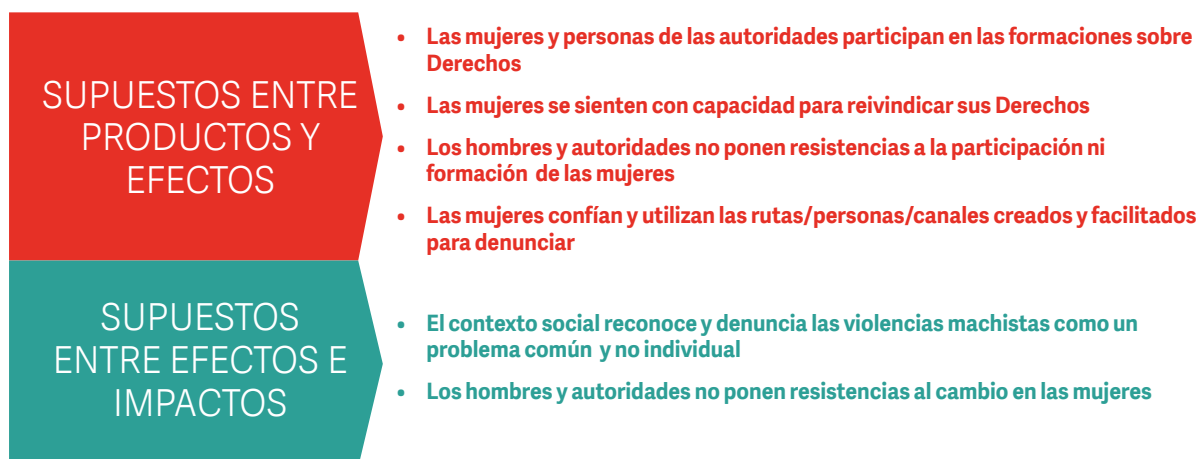 SUPUESTOS ENTRE
PRODUCTOS Y
EFECTOS
• Las mujeres y personas de las autoridades participan en las formaciones sobre
Derechos
• Las mujeres se sienten con capacidad para reivindicar sus Derechos
• Los hombres y autoridades no ponen resistencias a la participación ni
formación de las mujeres
• Las mujeres confían y utilizan las rutas/personas/canales creados y facilitados
para denunciar
SUPUESTOS
ENTRE EFECTOS E
IMPACTOS
• El contexto social reconoce y denuncia las violencias machistas como un
problema común y no individual
• Los hombres y autoridades no ponen resistencias al cambio en las mujeres